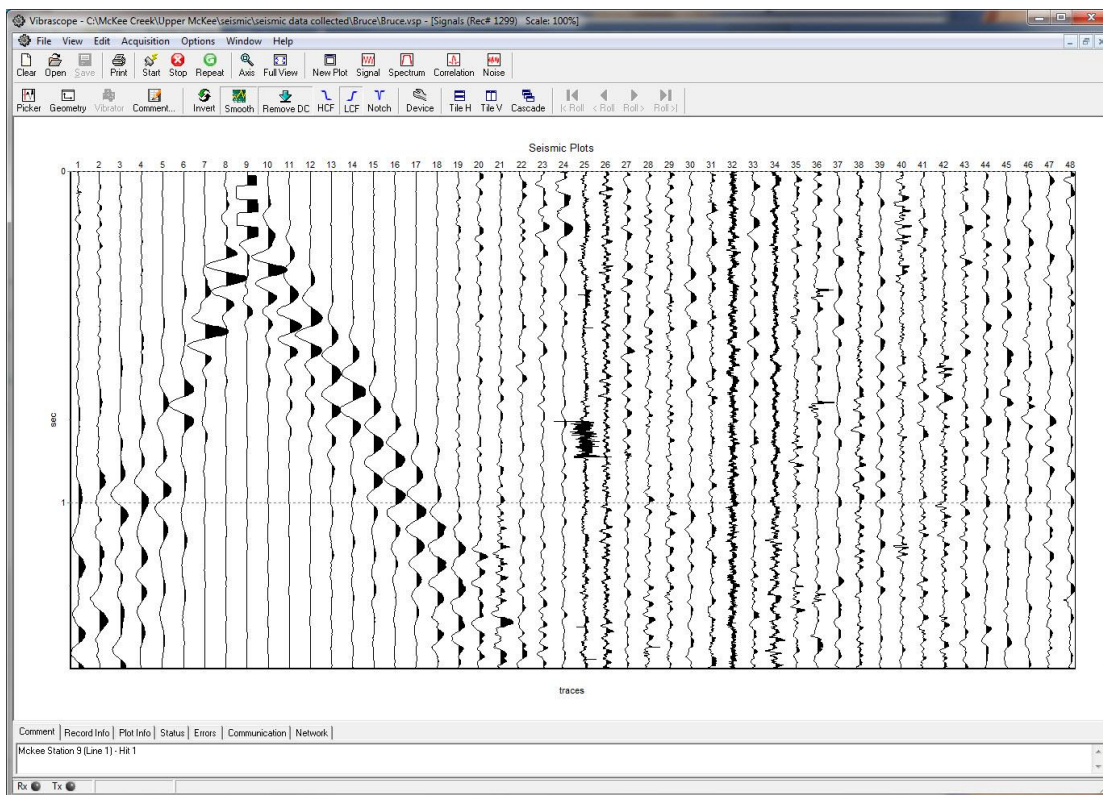 Vibrascope - C:\McKee Creek\Upper McKee\seismic\seismic data collected\Bruce\Bruce.vsp - [Signals (Rec# 1299) Scale: 100%]
File View Edit Acquisition Options Window Help
Clear Open Save Print Start Stop Repeat Axis Full View New Plot Signal Spectrum Correlation Noise
Picker Geometry Vibrator Comment... Invert Smooth Remove DC HCF LCF Notch Device Tile H Tile V Cascade |< Roll < Roll Roll > Roll >|
Seismic Plots
1 2 3 4 5 6 7 8 9 10 11 12 13 14 15 16 17 18 19 20 21 22 23 24 25 26 27 28 29 30 31 32 33 34 35 36 37 38 39 40 41 42 43 44 45 46 47 48
0
sec
1
traces
Comment Record Info Plot Info Status Errors Communication Network
Mckee Station 9 (Line 1) - Hit 1
Rx Tx